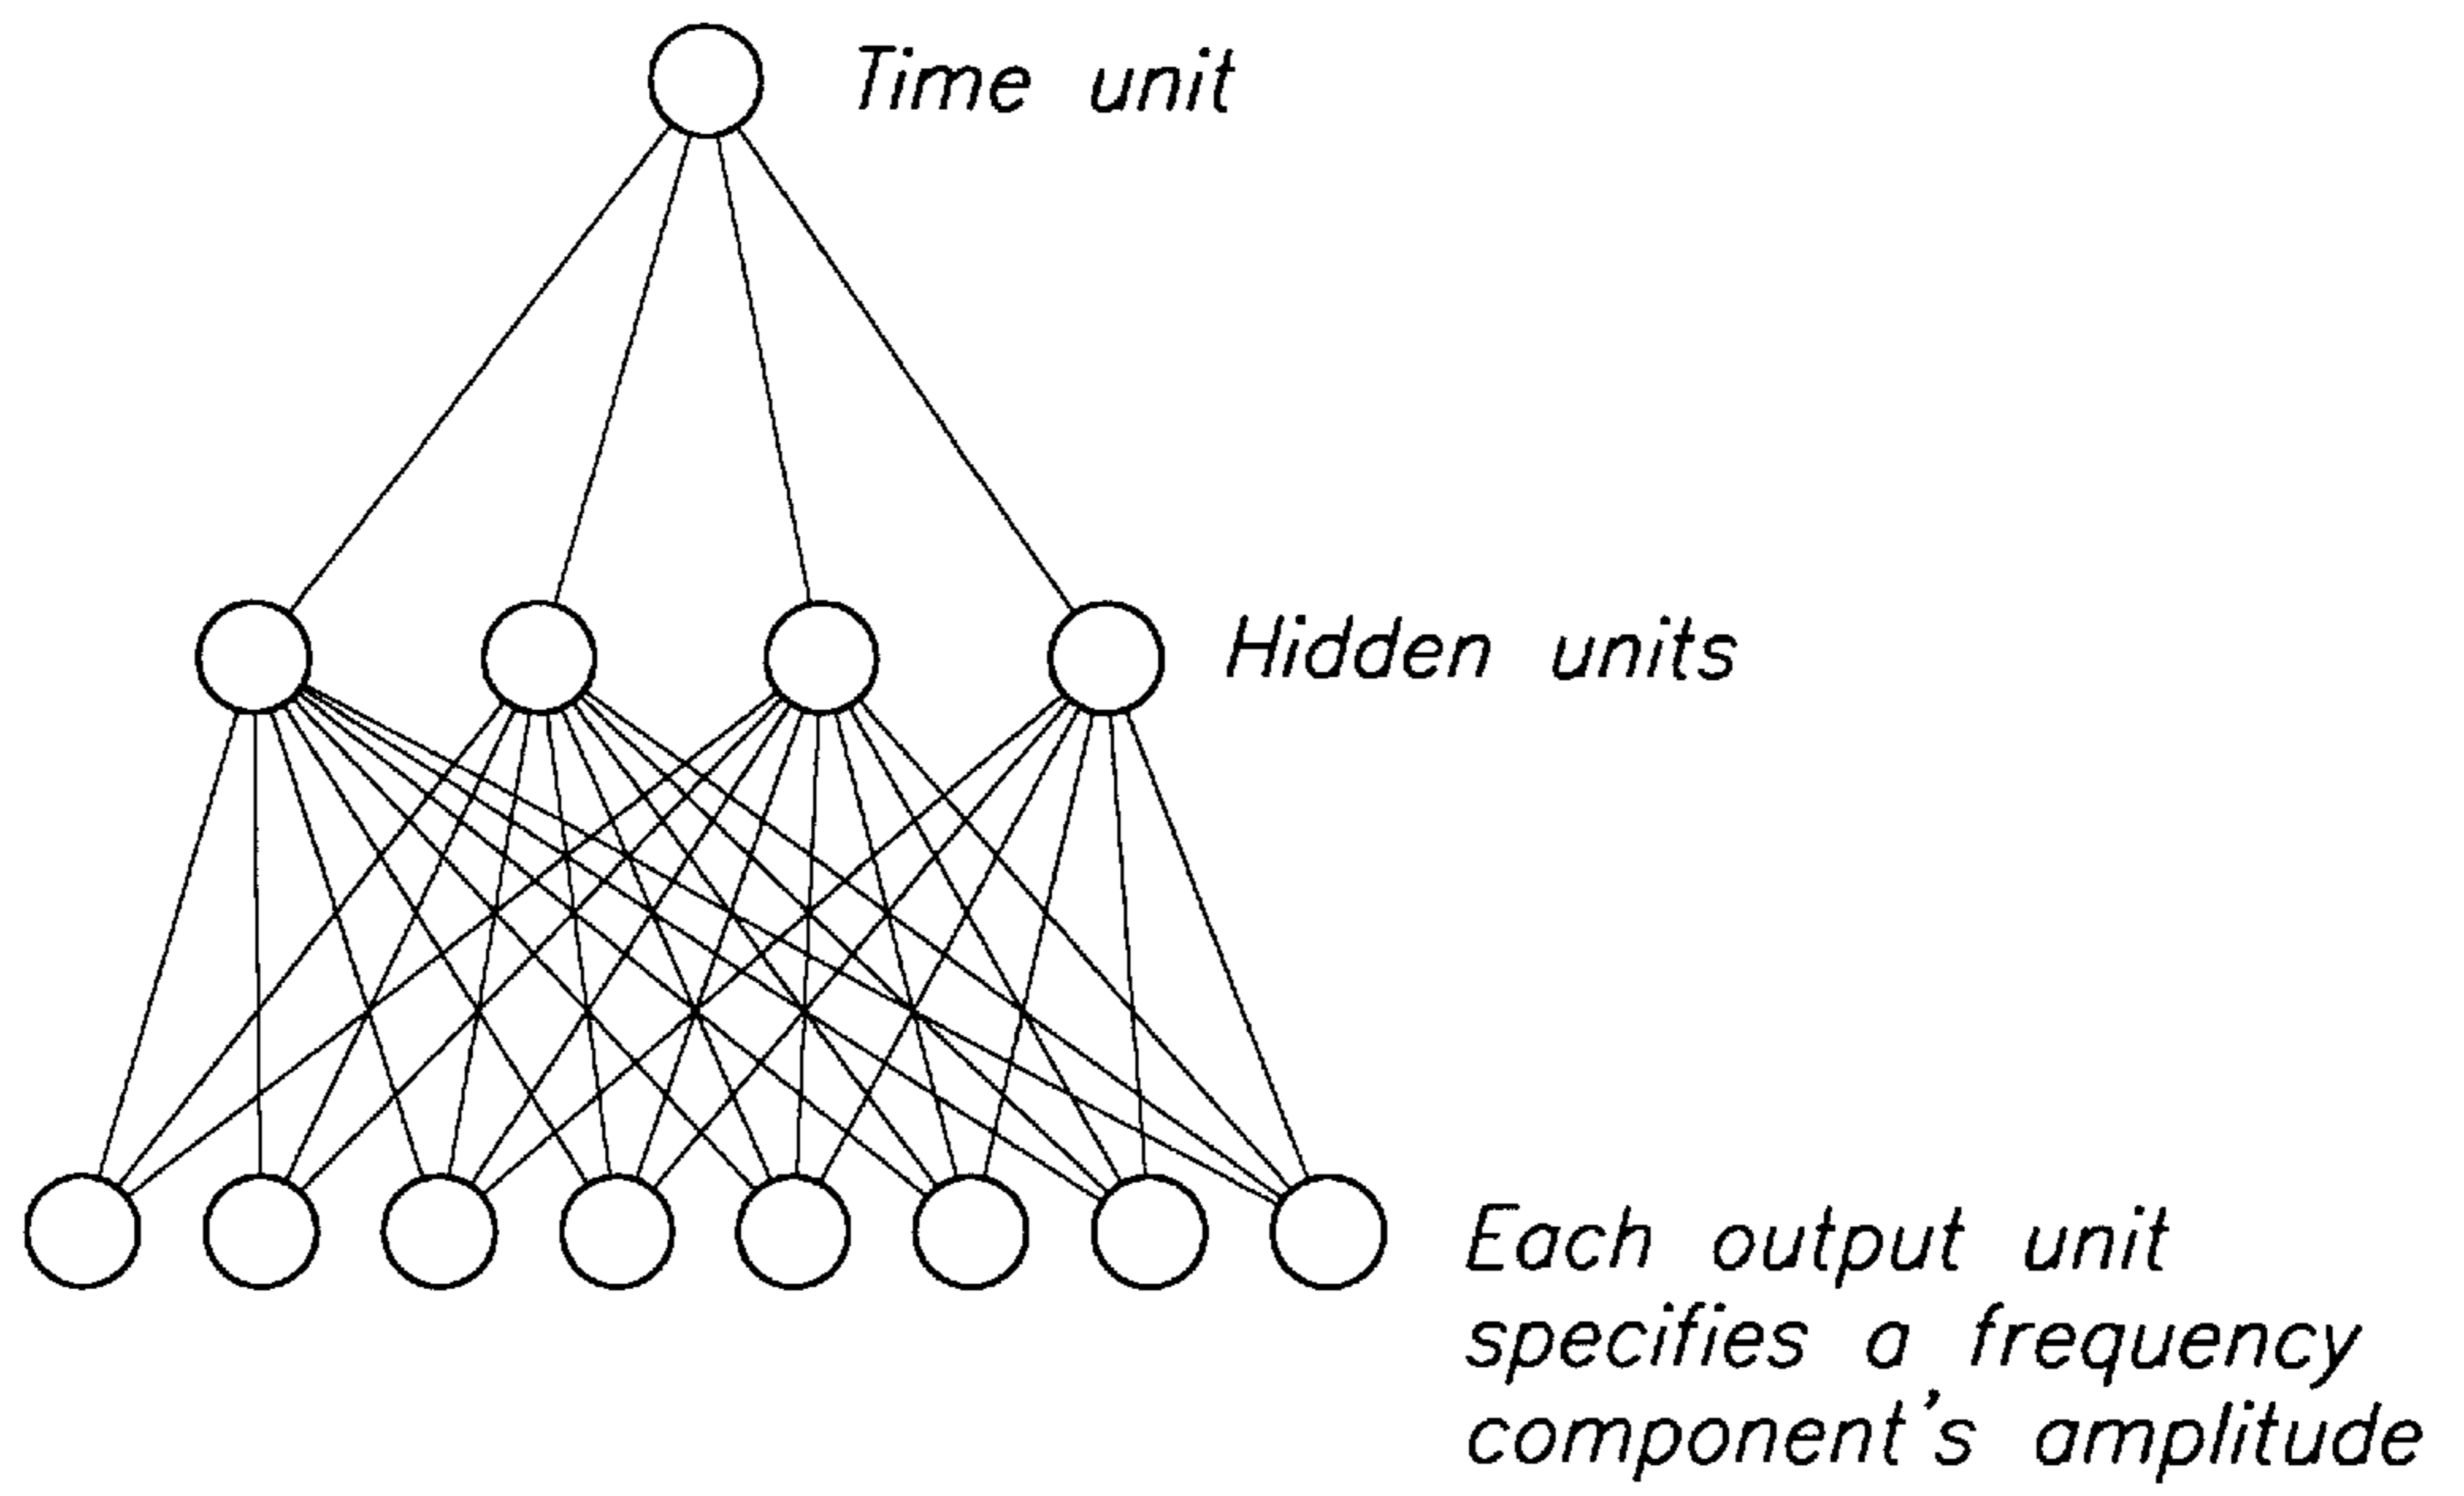 Time unit
Hidden units
Each output unit
specifies a frequency
component's amplitude